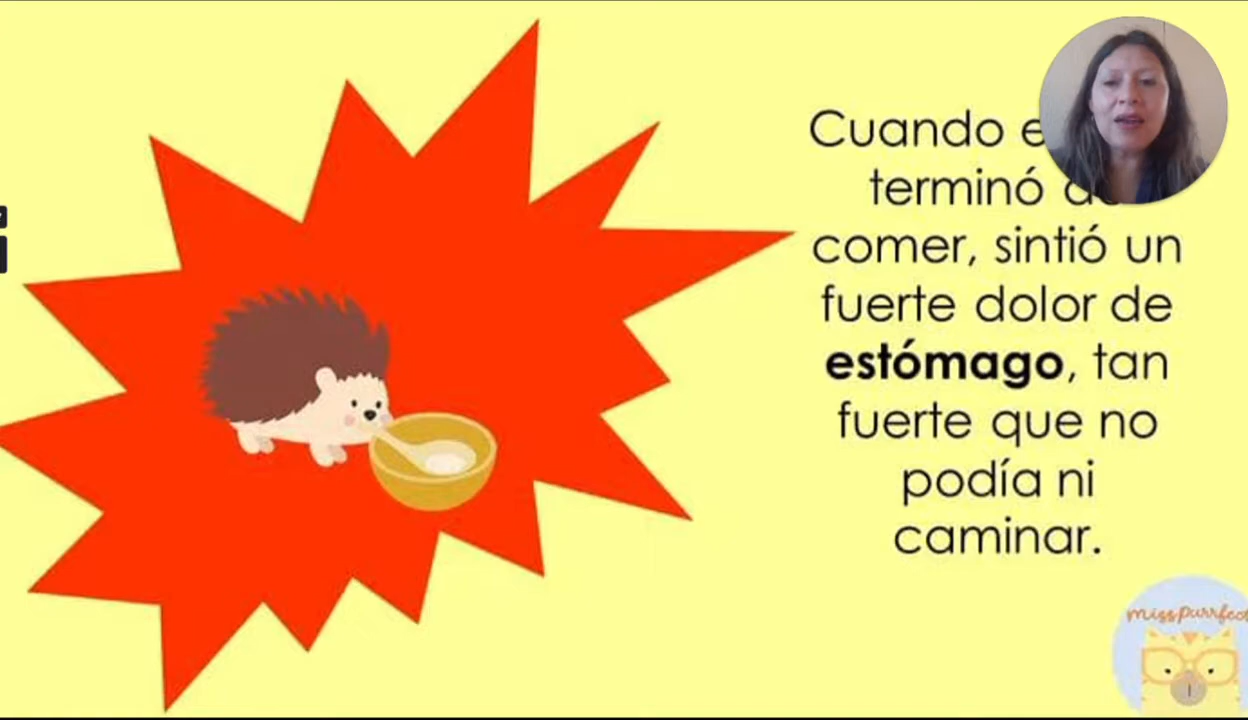 Cuando
terminó
comer, sintió un
fuerte dolor de
estómago, tan
fuerte que no
podía ni
caminar.